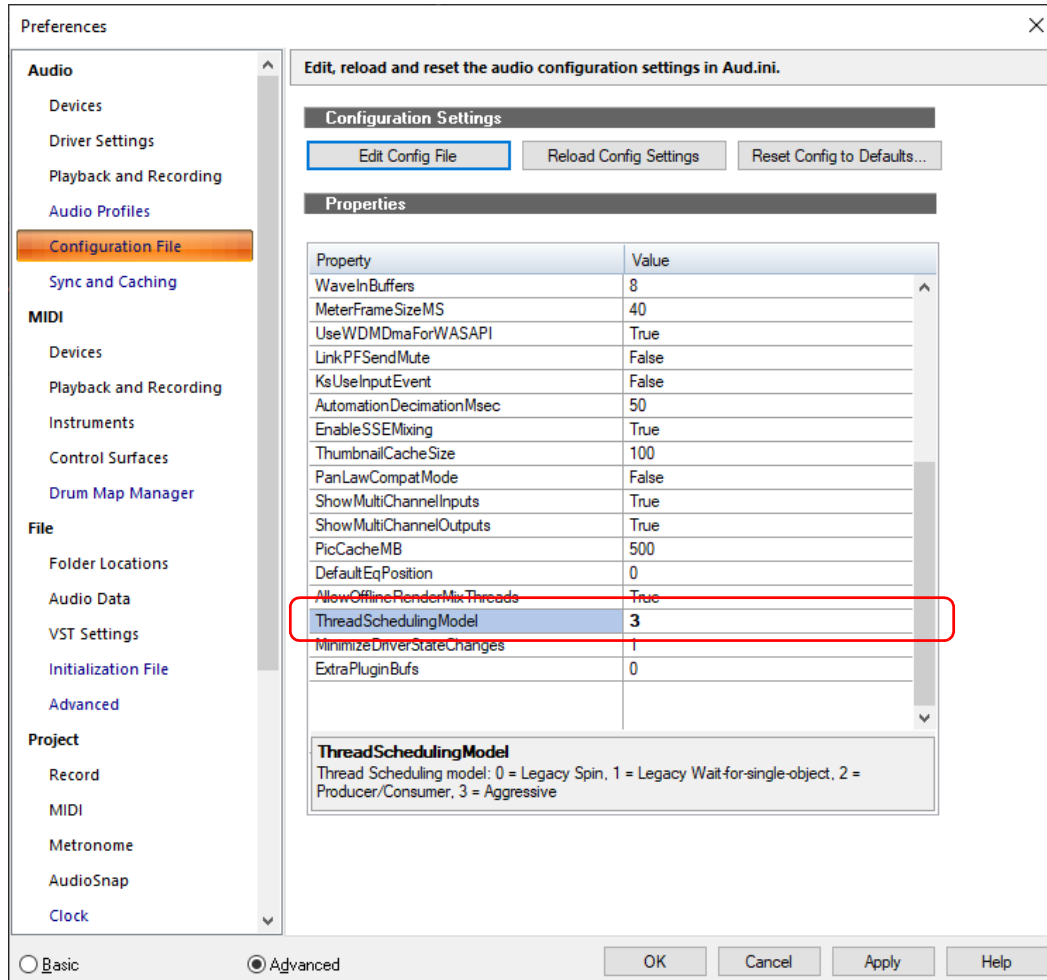 Preferences
Audio
Devices
Driver Settings
Playback and Recording
Audio Profiles
Configuration File
Sync and Caching
MIDI
Devices
Playback and Recording
Instruments
Control Surfaces
Drum Map Manager
File
Folder Locations
Audio Data
VST Settings
Initialization File
Advanced
Project
Record
MIDI
Metronome
AudioSnap
Clock
Edit, reload and reset the audio configuration settings in Aud.ini.
Configuration Settings
Edit Config File Reload Config Settings Reset Config to Defaults...
Properties
Property Value
WaveInBuffers 8
MeterFrameSizeMS 40
UseWDMDmaForWASAPI True
LinkPFSendMute False
KsUseInputEvent False
AutomationDecimationMsec 50
EnableSSEMixing True
ThumbnailCacheSize 100
PanLawCompatMode False
ShowMultiChannelInputs True
ShowMultiChannelOutputs True
PicCacheMB 500
DefaultEqPosition 0
AllowOfflineRenderMixThreads True
ThreadSchedulingModel 3
MinimizeDriverStateChanges 1
ExtraPluginBufs 0
ThreadSchedulingModel
Thread Scheduling model: 0 = Legacy Spin, 1 = Legacy Wait-for-single-object, 2 =
Producer/Consumer, 3 = Aggressive
Basic Advanced OK Cancel Apply Help